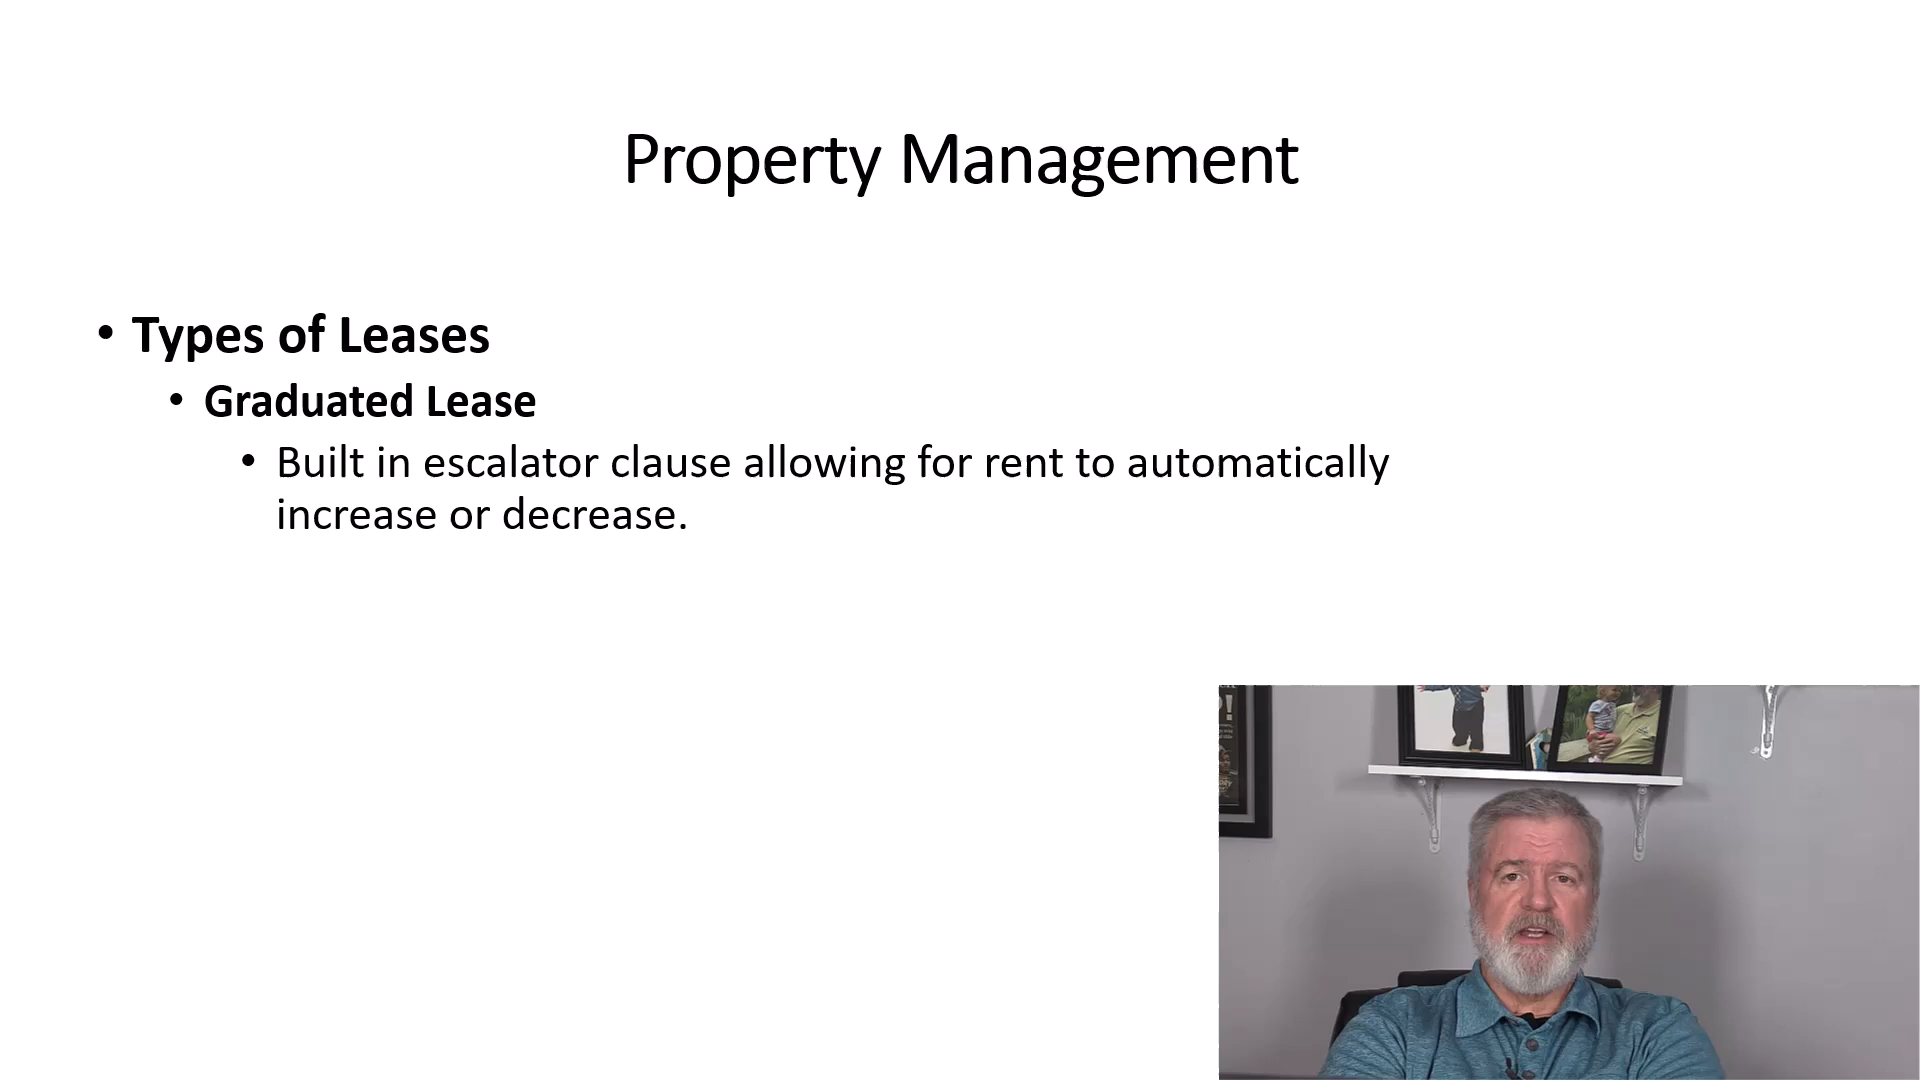 Property Management
• Types of Leases
• Graduated Lease
• Built in escalator clause allowing for rent to automatically
increase or decrease.